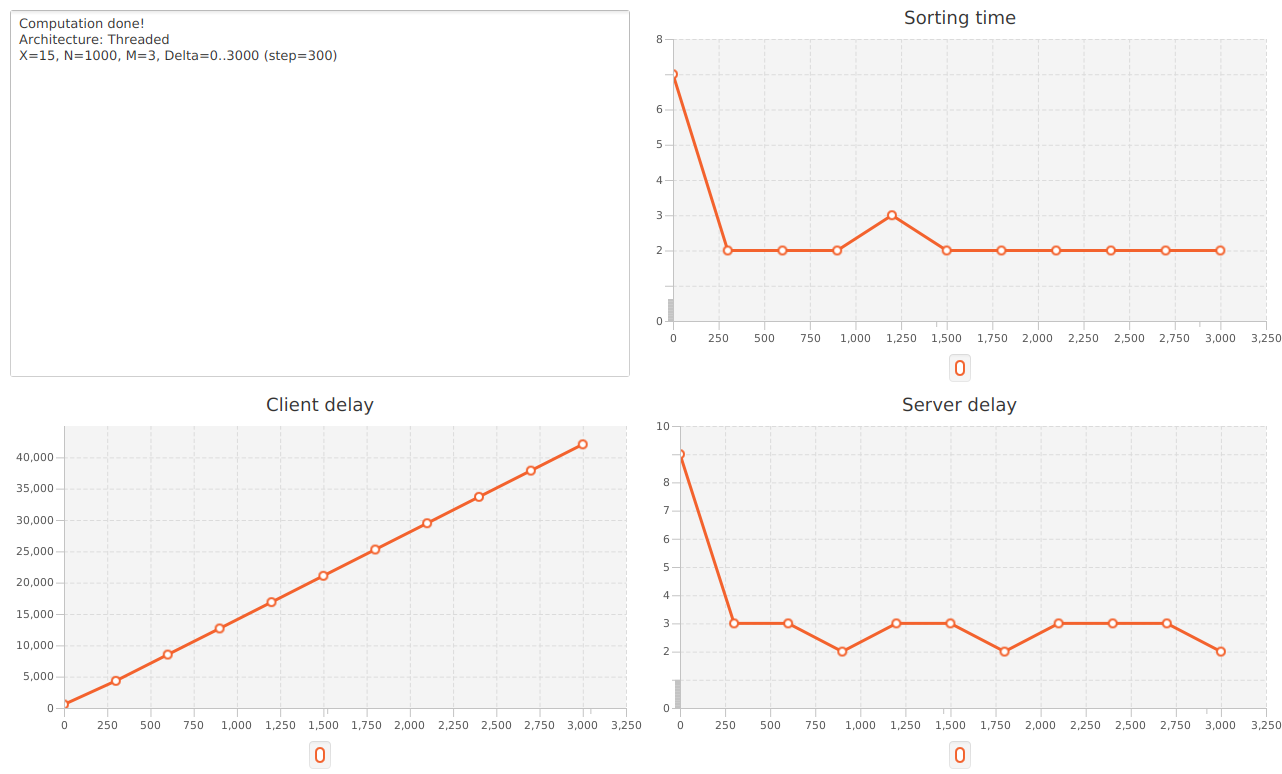 Computation done!
Architecture: Threaded
X=15, N=1000, M=3, Delta=0..3000 (step=300)
Sorting time
8
6
5
4
3
2
0
0 250 500 750 1,000 1,250 1,500 1,750 2,000 2,250 2,500 2,750 3,000 3,250
Client delay
40,000
35,000
30,000
25,000
20,000
15,000
10,000
5,000
0
0 250 500 750 1,000 1,250 1,500 1,750 2,000 2,250 2,500 2,750 3,000 3,250
Server delay
10
8
7
6
5
4
3
2
0
0 250 500 750 1,000 1,250 1,500 1,750 2,000 2,250 2,500 2,750 3,000 3,250